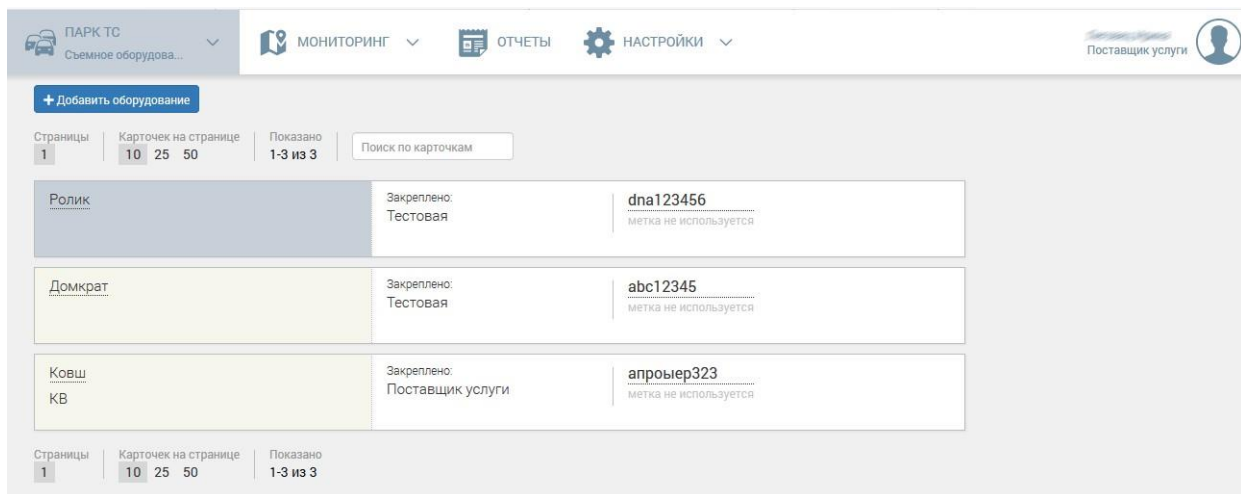 ПАРК ТС
Съемное оборудова...
МОНИТОРИНГ
ОТЧЕТЫ
НАСТРОЙКИ
Поставщик услуги
+ Добавить оборудование
Страницы Карточек на странице Показано
1 10 25 50 1-3 из 3
Поиск по карточкам
Ролик
Закреплено:
Тестовая
dna123456
метка не используется
Домкрат
Закреплено:
Тестовая
abc12345
метка не используется
Ковш
КВ
Закреплено:
Поставщик услуги
апроыер323
метка не используется
Страницы Карточек на странице Показано
1 10 25 50 1-3 из 3